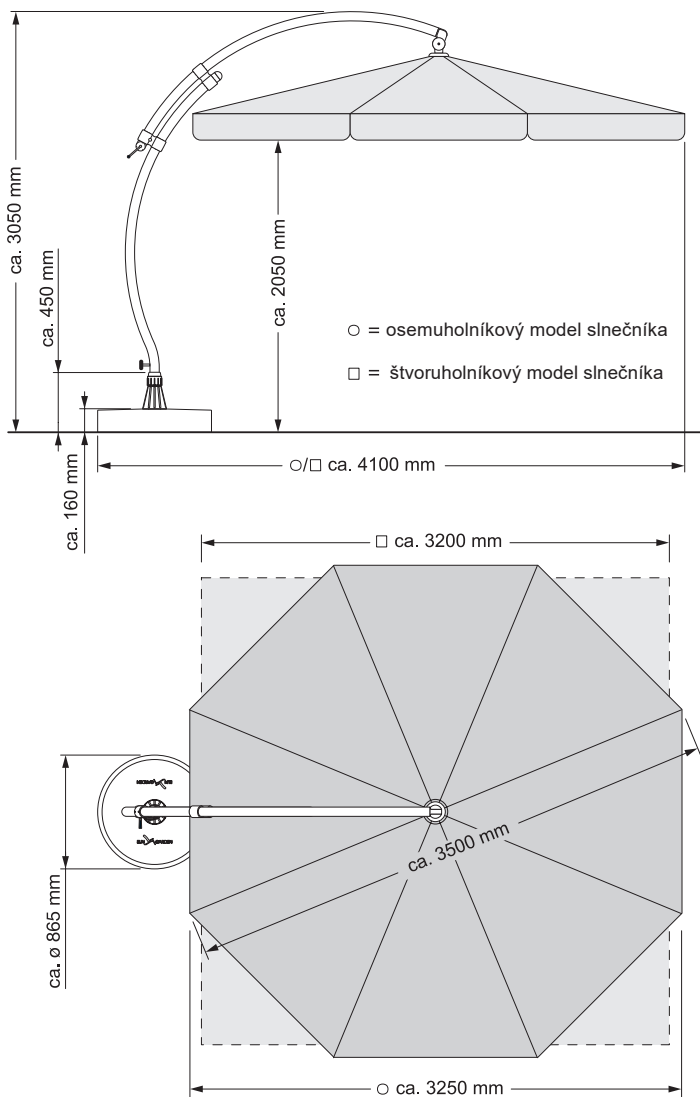 ca. 3050 mm
ca. 450 mm
ca. 160 mm
ca. 2050 mm
○ = osemuholníkový model slnečníka
□ = štvoruholníkový model slnečníka
○/□ ca. 4100 mm
□ ca. 3200 mm
ca. ø 865 mm
ca. 3500 mm
○ ca. 3250 mm